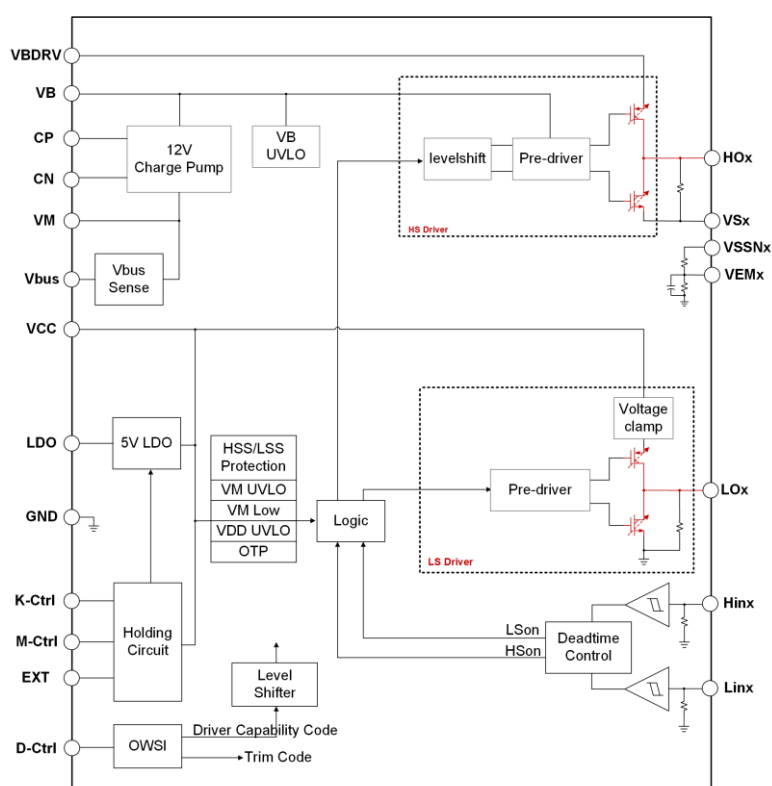 VBDRV
VB
CP
CN
VM
Vbus
VCC
LDO
GND
K-Ctrl
M-Ctrl
EXT
D-Ctrl
12V
Charge Pump
VB
UVLO
Vbus
Sense
levelshift
Pre-driver
HS Driver
HOx
VSx
VSSNx
VEMx
5V LDO
HSS/LSS
Protection
VM UVLO
VM Low
VDD UVLO
OTP
Logic
Voltage
clamp
Pre-driver
LS Driver
LOx
Holding
Circuit
LSon
HSon
Deadtime
Control
Hinx
Linx
Level
Shifter
OWSI
Driver Capability Code
Trim Code